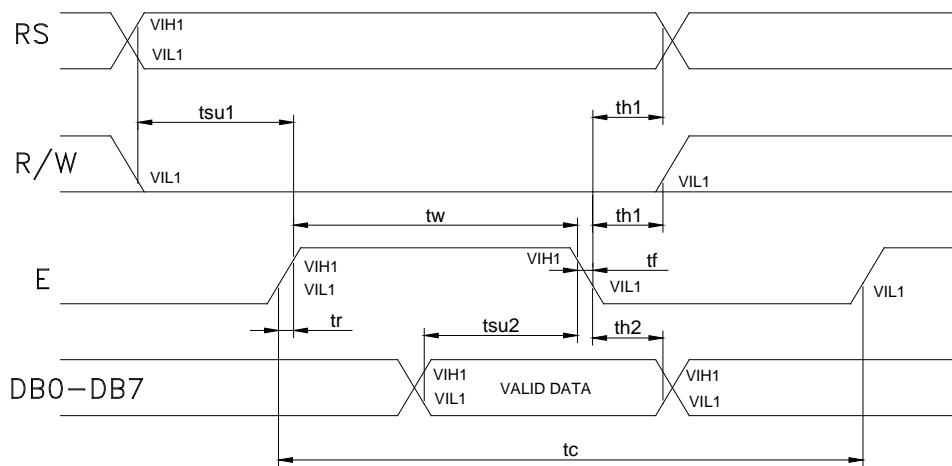 RS
VIH1
VIL1
tsu1
th1
R/W
VIL1
VIL1
tw
th1
E
VIH1
VIL1
VIH1
tf
VIL1
VIL1
tr
tsu2
th2
DB0-DB7
VIH1
VIL1
VALID DATA
VIH1
VIL1
tc